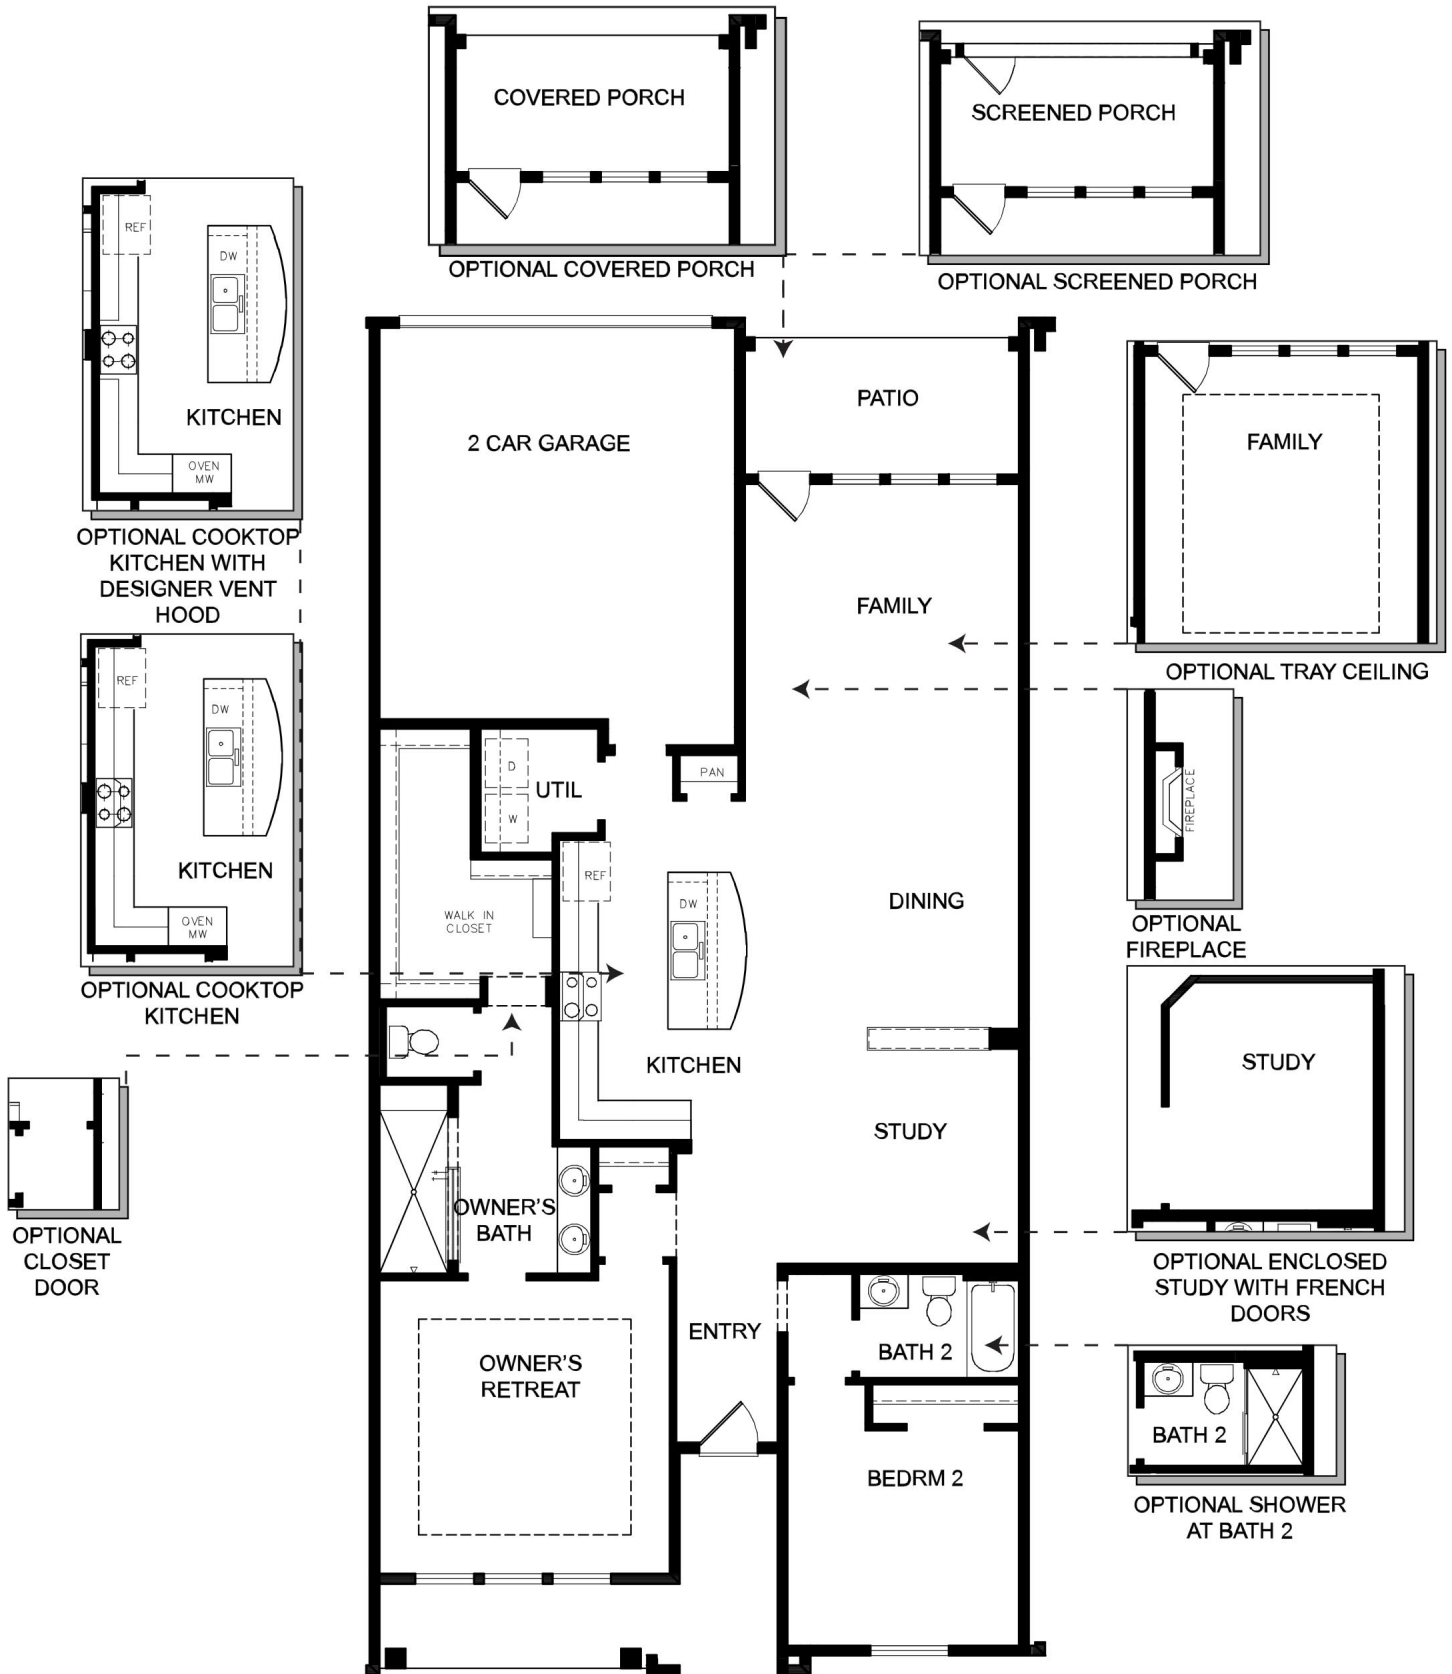 COVERED PORCH
OPTIONAL COVERED PORCH
SCREENED PORCH
OPTIONAL SCREENED PORCH
REF
DW
KITCHEN
OVEN
MW
OPTIONAL COOKTOP
KITCHEN WITH
DESIGNER VENT
HOOD
REF
DW
KITCHEN
OVEN
MW
OPTIONAL COOKTOP
KITCHEN
OPTIONAL
CLOSET
DOOR
2 CAR GARAGE
PATIO
FAMILY
D
UTIL
W
PAN
WALK IN
CLOSET
REF
DW
DINING
KITCHEN
STUDY
OWNER'S
BATH
ENTRY
OWNER'S
RETREAT
BATH 2
BEDRM 2
FAMILY
OPTIONAL TRAY CEILING
FIREPLACE
OPTIONAL
FIREPLACE
STUDY
OPTIONAL ENCLOSED
STUDY WITH FRENCH
DOORS
BATH 2
OPTIONAL SHOWER
AT BATH 2